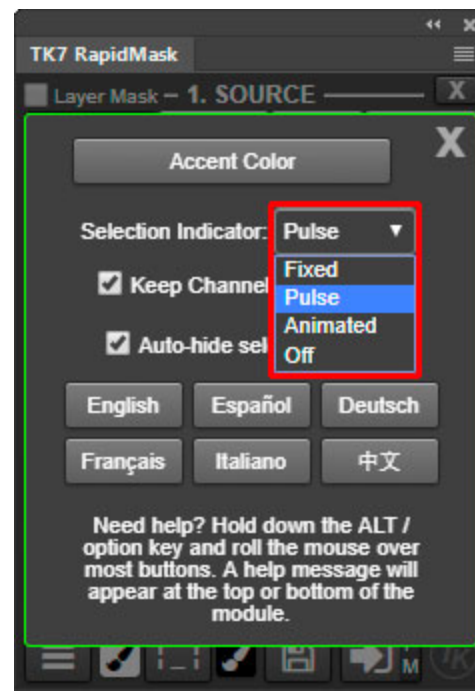 TK7 RapidMask
Layer Mask – 1. SOURCE
X
X
Accent Color
Selection Indicator: Pulse
Fixed
Pulse
Animated
Off
Keep Channel
Auto-hide sel
English Español Deutsch
Français Italiano 中文
Need help? Hold down the ALT /
option key and roll the mouse over
most buttons. A help message will
appear at the top or bottom of the
module.
M
TK